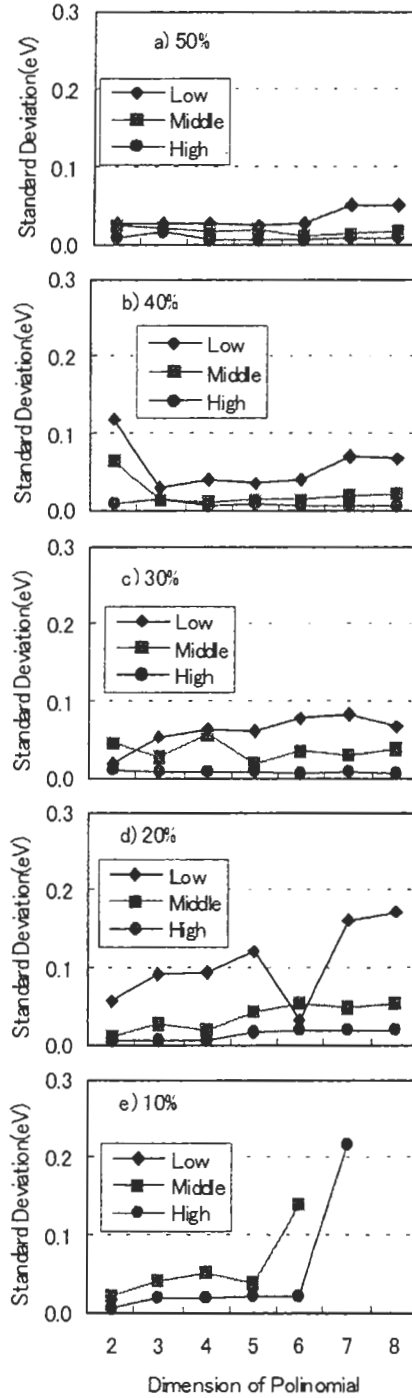 0.3
a) 50%
0.2
Low
Middle
High
0.1
0.0
Standard Deviation(eV)
0.3
b) 40%
0.2
Low
Middle
High
0.1
0.0
Standard Deviation(eV)
0.3
c) 30%
0.2
Low
Middle
High
0.1
0.0
Standard Deviation(eV)
0.3
d) 20%
0.2
Low
Middle
High
0.1
0.0
Standard Deviation(eV)
0.3
e) 10%
0.2
Low
Middle
High
0.1
0.0
Standard Deviation(eV)
2 3 4 5 6 7 8
Dimension of Polinomial